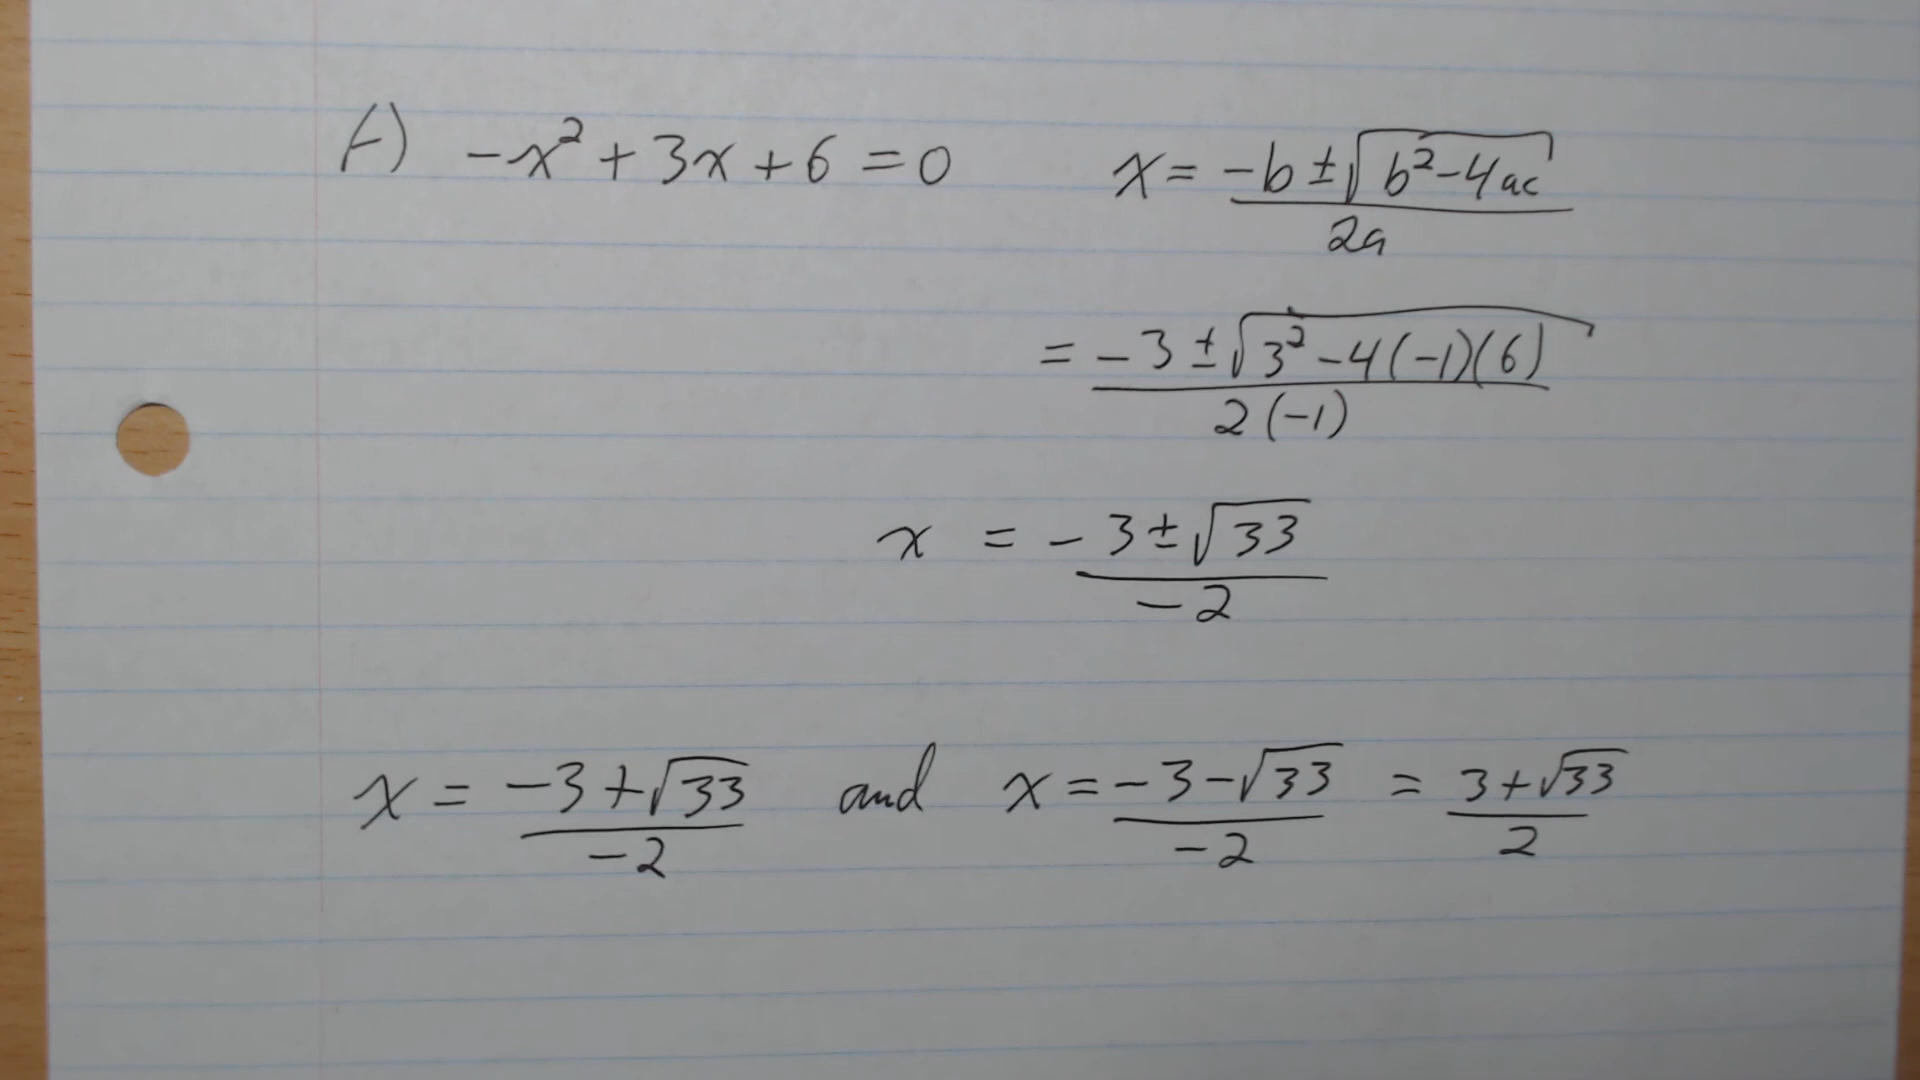 A) -x² + 3x + 6 = 0    x = (-b ± √(b² - 4ac)) / 2a
= (-3 ± √(3² - 4(-1)(6))) / 2(-1)
x = (-3 ± √33) / -2
x = (-3 + √33) / -2 and x = (-3 - √33) / -2 = (3 + √33) / 2